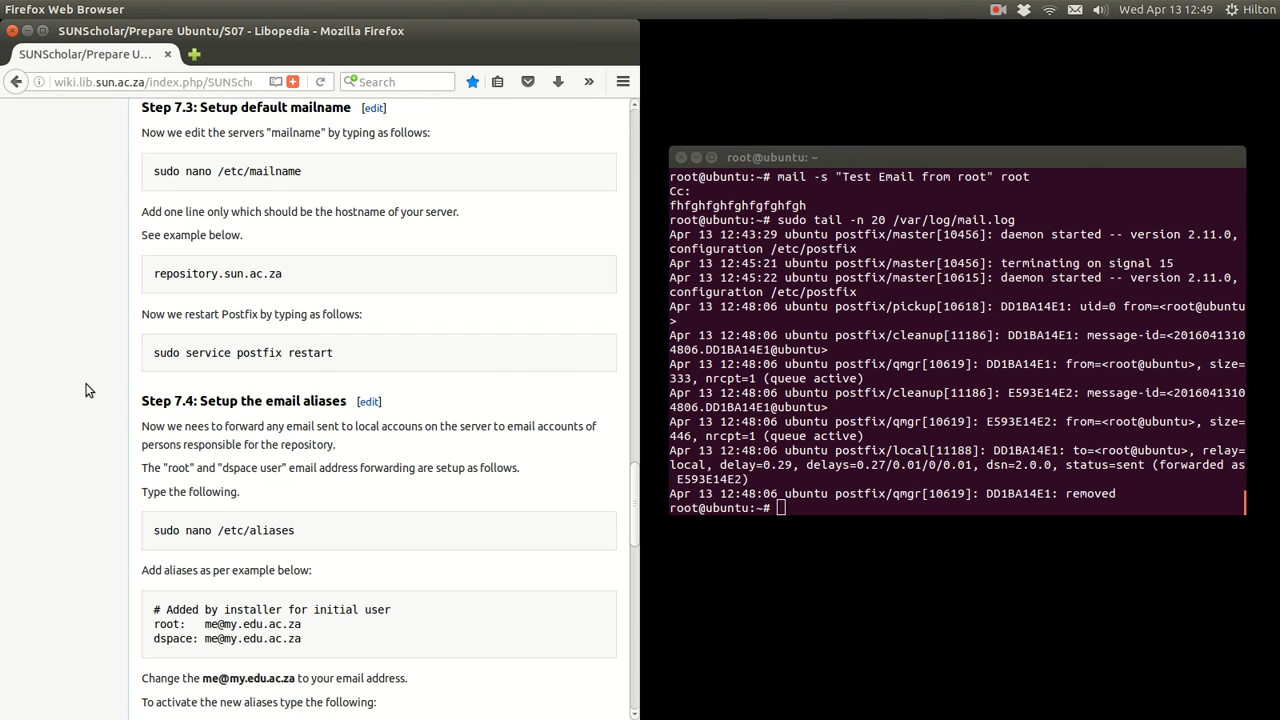 Firefox Web Browser
Wed Apr 13 12:49
Hilton
SUNScholar/Prepare Ubuntu/S07 - Libopedia - Mozilla Firefox
SUNScholar/Prepare U...
wiki.lib.sun.ac.za/index.php/SUNSch
Search
Step 7.3: Setup default mailname [edit]
Now we edit the servers "mailname" by typing as follows:
sudo nano /etc/mailname
Add one line only which should be the hostname of your server.
See example below.
repository.sun.ac.za
Now we restart Postfix by typing as follows:
sudo service postfix restart
Step 7.4: Setup the email aliases [edit]
Now we nees to forward any email sent to local accouns on the server to email accounts of
persons responsible for the repository.
The "root" and "dspace user" email address forwarding are setup as follows.
Type the following.
sudo nano /etc/aliases
Add aliases as per example below:
# Added by installer for initial user
root: me@my.edu.ac.za
dspace: me@my.edu.ac.za
Change the me@my.edu.ac.za to your email address.
To activate the new aliases type the following:
root@ubuntu: ~
root@ubuntu:~# mail -s "Test Email from root" root
Cc:
fhfghfghfghfgfghfgh
root@ubuntu:~# sudo tail -n 20 /var/log/mail.log
Apr 13 12:43:29 ubuntu postfix/master[10456]: daemon started -- version 2.11.0,
configuration /etc/postfix
Apr 13 12:45:21 ubuntu postfix/master[10456]: terminating on signal 15
Apr 13 12:45:22 ubuntu postfix/master[10615]: daemon started -- version 2.11.0,
configuration /etc/postfix
Apr 13 12:48:06 ubuntu postfix/pickup[10618]: DD1BA14E1: uid=0 from=<root@ubuntu
>
Apr 13 12:48:06 ubuntu postfix/cleanup[11186]: DD1BA14E1: message-id=<2016041310
4806.DD1BA14E1@ubuntu>
Apr 13 12:48:06 ubuntu postfix/qmgr[10619]: DD1BA14E1: from=<root@ubuntu>, size=
333, nrcpt=1 (queue active)
Apr 13 12:48:06 ubuntu postfix/cleanup[11186]: E593E14E2: message-id=<2016041310
4806.DD1BA14E1@ubuntu>
Apr 13 12:48:06 ubuntu postfix/qmgr[10619]: E593E14E2: from=<root@ubuntu>, size=
446, nrcpt=1 (queue active)
Apr 13 12:48:06 ubuntu postfix/local[11188]: DD1BA14E1: to=<root@ubuntu>, relay=
local, delay=0.29, delays=0.27/0.01/0/0.01, dsn=2.0.0, status=sent (forwarded as
E593E14E2)
Apr 13 12:48:06 ubuntu postfix/qmgr[10619]: DD1BA14E1: removed
root@ubuntu:~#